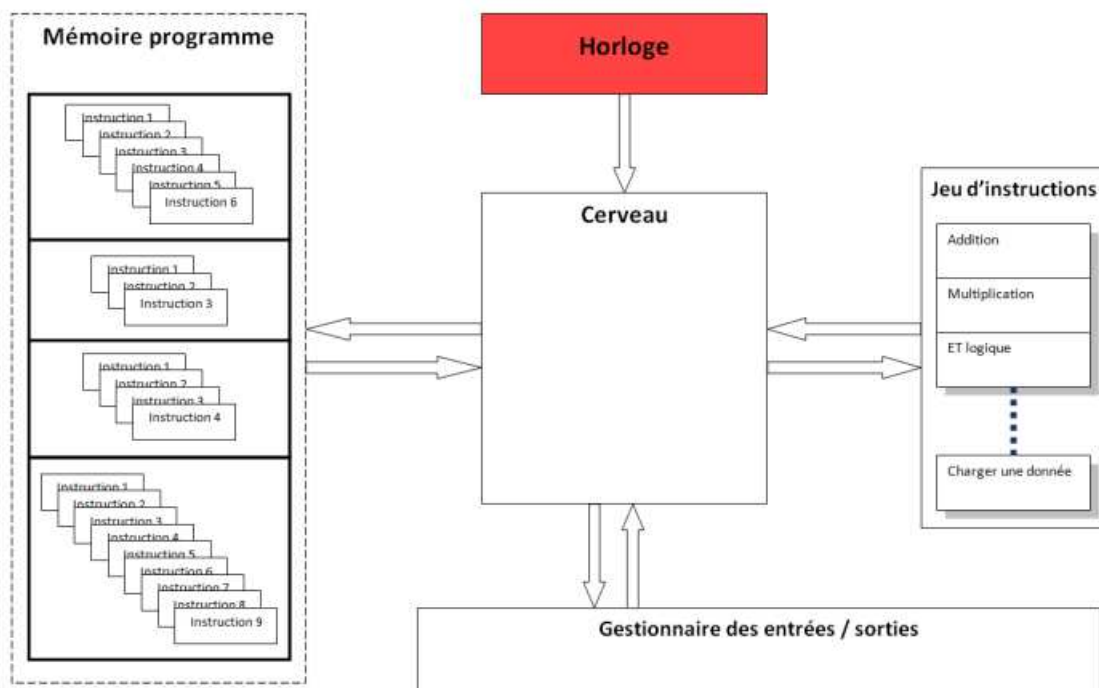 Mémoire programme
Instruction 1
Instruction 2
Instruction 3
Instruction 4
Instruction 5
Instruction 6
Instruction 1
Instruction 2
Instruction 3
Instruction 1
Instruction 2
Instruction 3
Instruction 4
Instruction 1
Instruction 2
Instruction 3
Instruction 4
Instruction 5
Instruction 6
Instruction 7
Instruction 8
Instruction 9
Horloge
Cerveau
Jeu d'instructions
Addition
Multiplication
ET logique
Charger une donnée
Gestionnaire des entrées / sorties